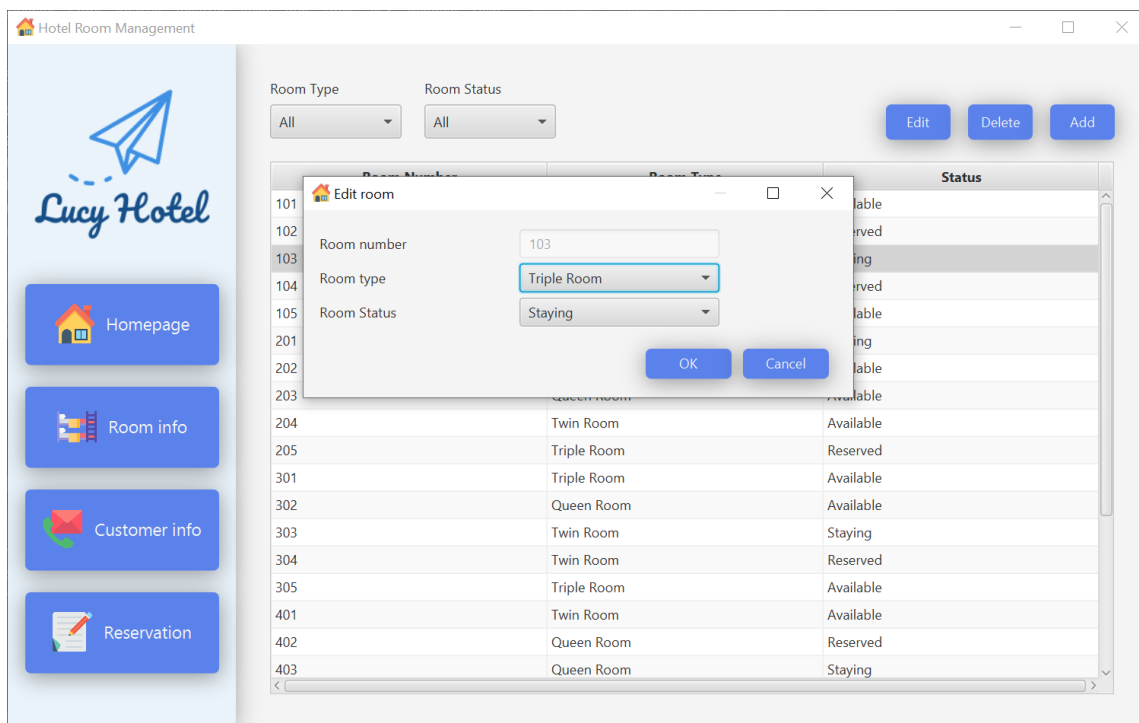 Hotel Room Management
Lucy Hotel
Homepage
Room info
Customer info
Reservation
Room Type Room Status
All All
Edit Delete Add
Status
Edit room
Room number 103
Room type Triple Room
Room Status Staying
OK Cancel
101
102
103
104
105
201
202
203
204 Twin Room Available
205 Triple Room Reserved
301 Triple Room Available
302 Queen Room Available
303 Twin Room Staying
304 Twin Room Reserved
305 Triple Room Available
401 Twin Room Available
402 Queen Room Reserved
403 Queen Room Staying